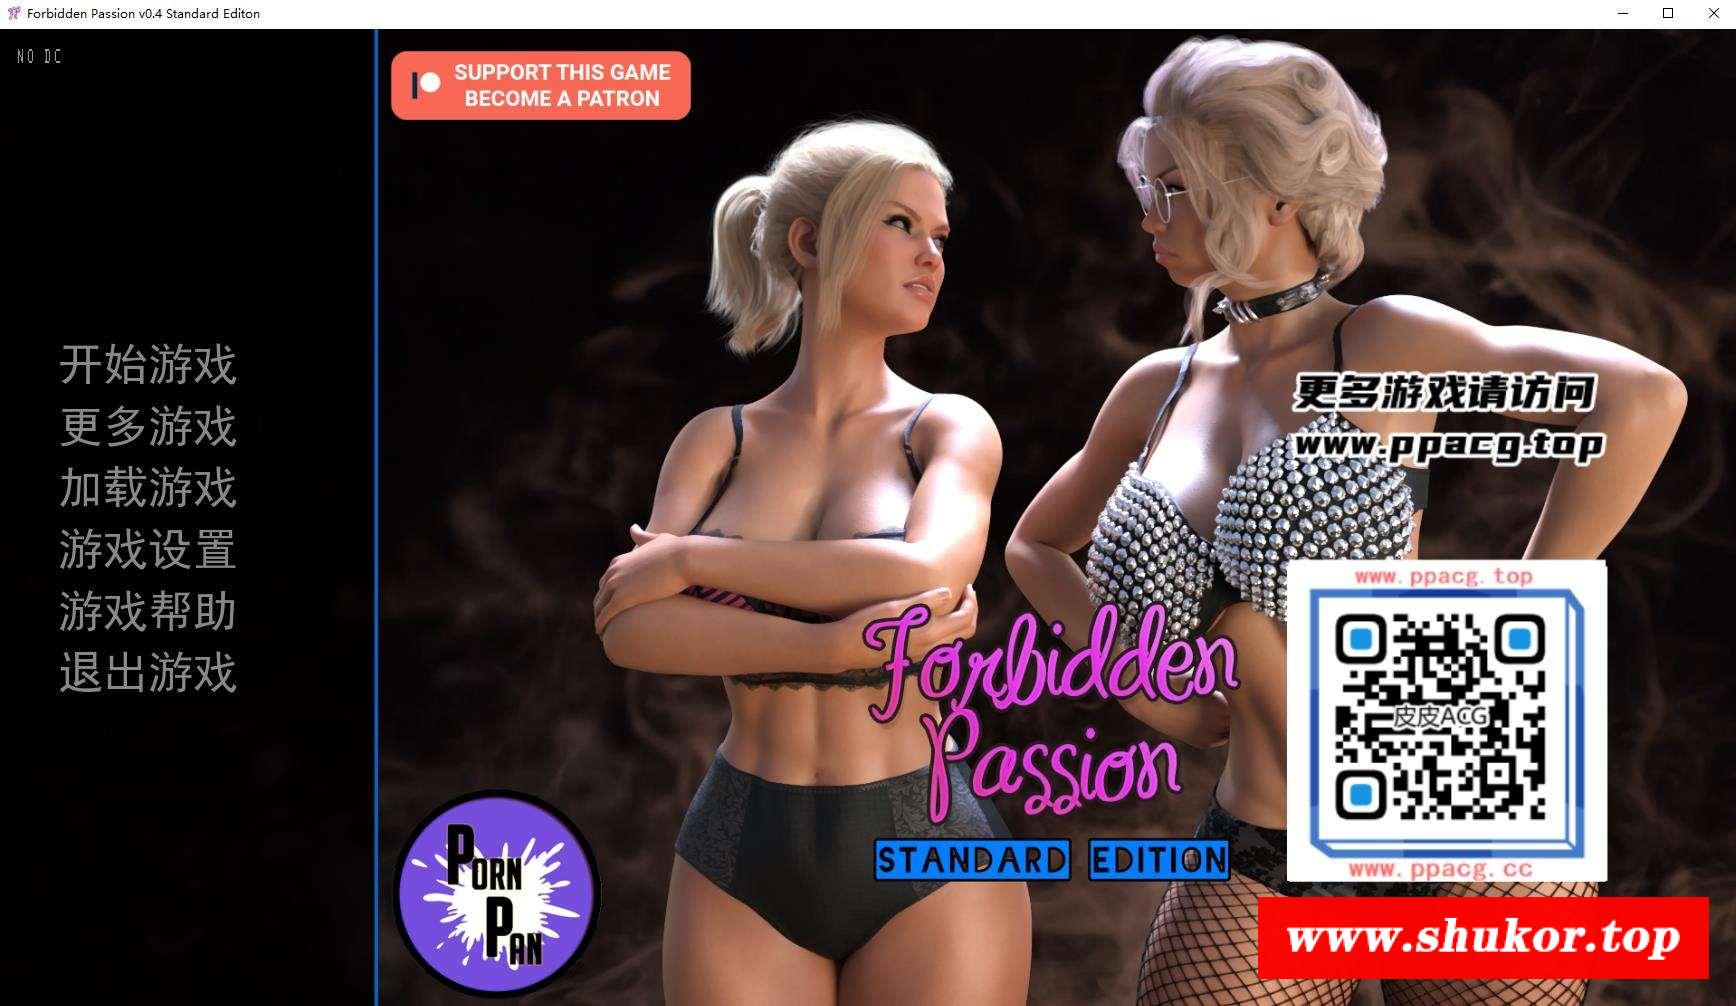 Forbidden Passion v0.4 Standard Editon
NO DC
SUPPORT THIS GAME
BECOME A PATRON
开始游戏
更多游戏
加载游戏
游戏设置
游戏帮助
退出游戏
更多游戏请访问
www.ppacg.top
www.ppacg.top
皮皮ACG
www.ppacg.cc
Forbidden
Passion
STANDARD EDITION
PORN
PAN
www.shukor.top